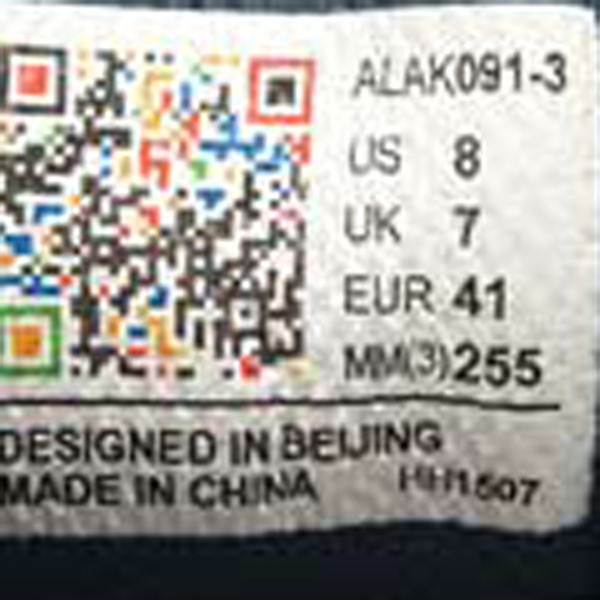 ALAK091-3
US 8
UK 7
EUR 41
MM(3) 255
DESIGNED IN BEIJING
MADE IN CHINA HH1507